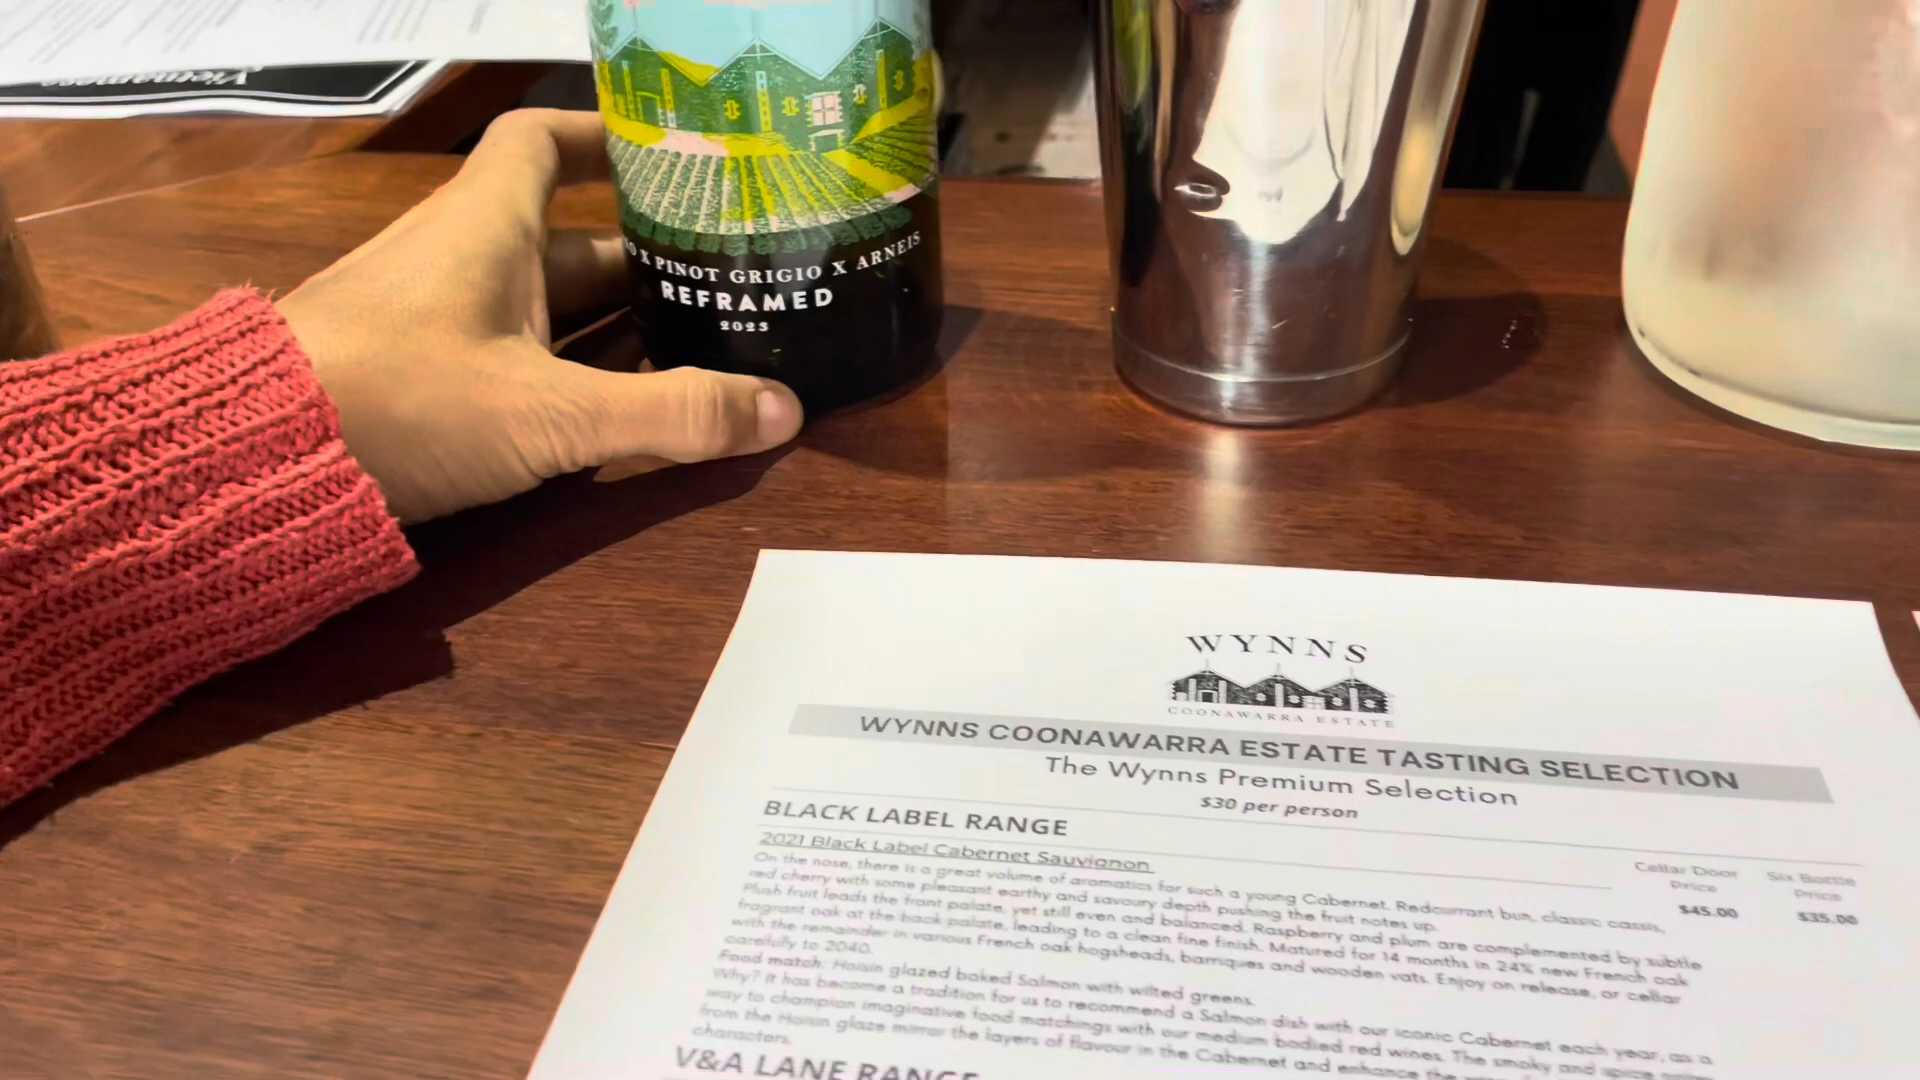 Vietnamese
X PINOT GRIGIO X ARNEIS
REFRAMED
2023
WYNNS
COONAWARRA ESTATE
WYNNS COONAWARRA ESTATE TASTING SELECTION
The Wynns Premium Selection
$30 per person
BLACK LABEL RANGE
2021 Black Label Cabernet Sauvignon
Cellar Door Price
Six Bottle Price
$45.00
$35.00
On the nose, there is a great volume of aromatics for such a young Cabernet. Redcurrant bun, classic cassis,
red cherry with some pleasant earthy and savoury depth pushing the fruit notes up.
Plush fruit leads the front palate, yet still even and balanced. Raspberry and plum are complemented by subtle
fragrant oak at the back palate, leading to a clean fine finish. Matured for 14 months in 24% new French oak
with the remainder in various French oak hogsheads, barriques and wooden vats. Enjoy on release, or cellar
carefully to 2040.
Food match: Hoisin glazed baked Salmon with wilted greens.
Why? It has become a tradition for us to recommend a Salmon dish with our iconic Cabernet each year, as a
way to champion imaginative food matchings with our medium bodied red wines. The smoky and spice
from the Hoisin glaze mirror the layers of flavour in the Cabernet and enhance the
characters.
V&A LANE RANGE